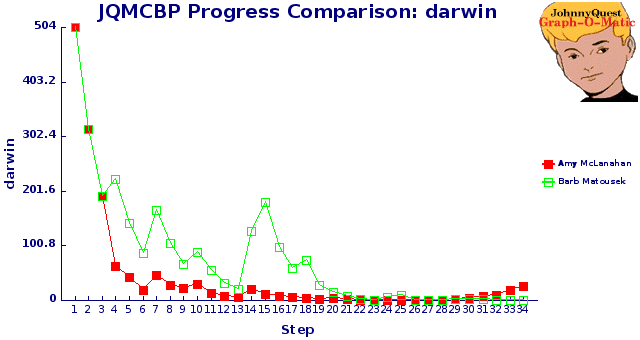 JQMCBP Progress Comparison: darwin
JohnnyQuest
Graph-O-Matic
504
403.2
302.4
201.6
100.8
0
darwin
Amy McLanahan
Barb Matousek
1 2 3 4 5 6 7 8 9 10 11 12 13 14 15 16 17 18 19 20 21 22 23 24 25 26 27 28 29 30 31 32 33 34
Step